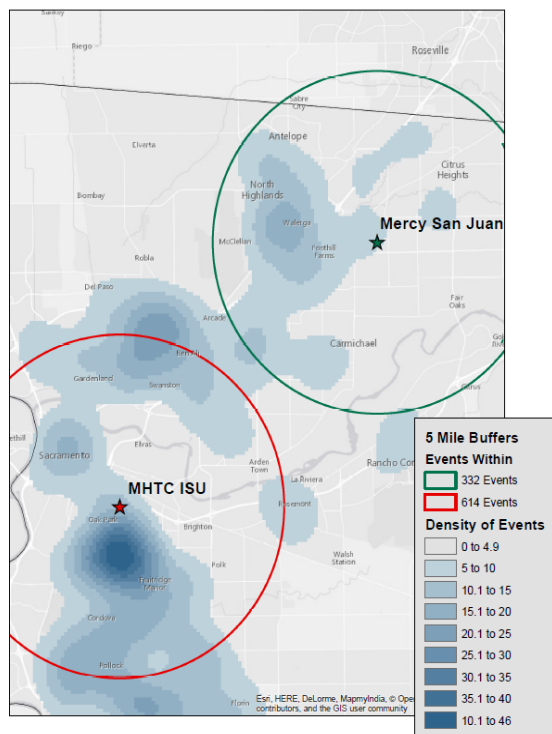 Riego
Roseville
Sabre
City
Antelope
Elverta
Citrus
Heights
North
Highlands
Bombay
Walerga
Mercy San Juan
McClellan
Foothill
Farms
Robla
Del Paso
Fair
Oaks
Arcade
Carmichael
Gardenland
Swanston
Citrus
Elvas
Sacramento
Arden
Town
Rancho Cor
La Riviera
MHTC ISU
Rosemont
Oak Park
Brighton
Polk
Walsh
Station
Fruitridge
Manor
Cordova
Pollock
Florin
Esri, HERE, DeLorme, MapmyIndia, © Open
contributors, and the GIS user community
5 Mile Buffers
Events Within
332 Events
614 Events
Density of Events
0 to 4.9
5 to 10
10.1 to 15
15.1 to 20
20.1 to 25
25.1 to 30
30.1 to 35
35.1 to 40
10.1 to 46